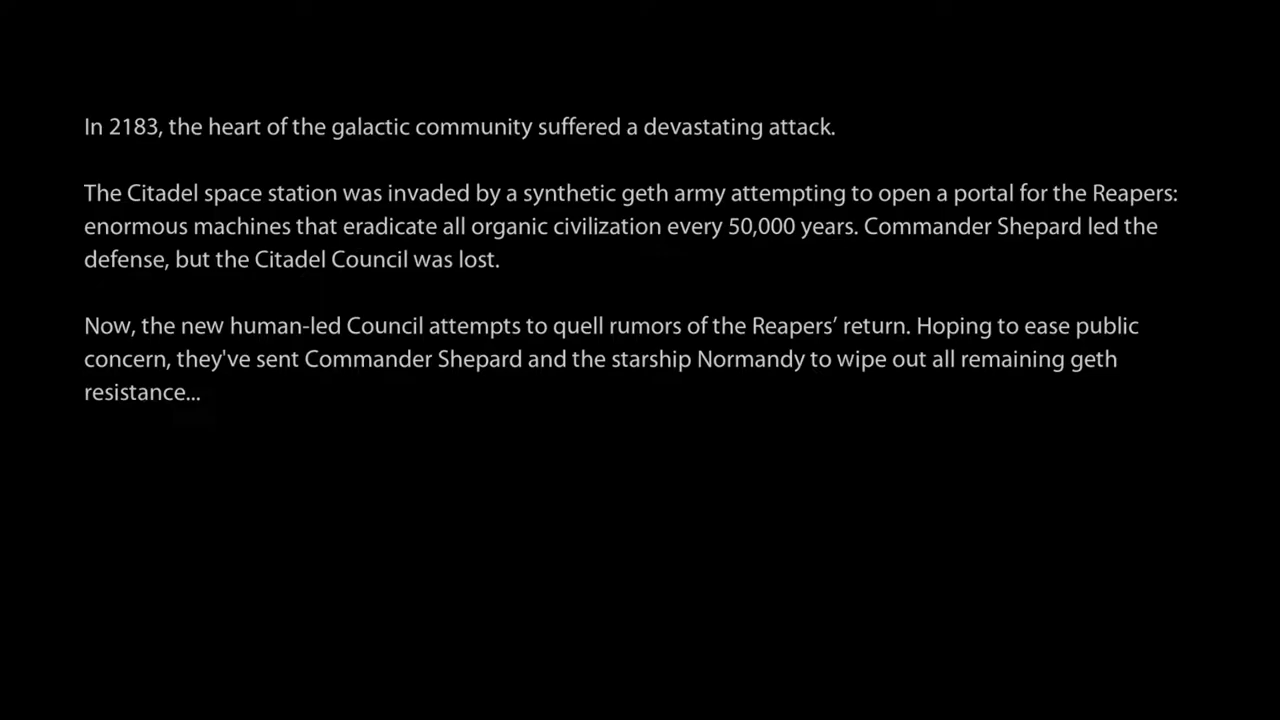 In 2183, the heart of the galactic community suffered a devastating attack.
The Citadel space station was invaded by a synthetic geth army attempting to open a portal for the Reapers:
enormous machines that eradicate all organic civilization every 50,000 years. Commander Shepard led the
defense, but the Citadel Council was lost.
Now, the new human-led Council attempts to quell rumors of the Reapers’ return. Hoping to ease public
concern, they've sent Commander Shepard and the starship Normandy to wipe out all remaining geth
resistance...